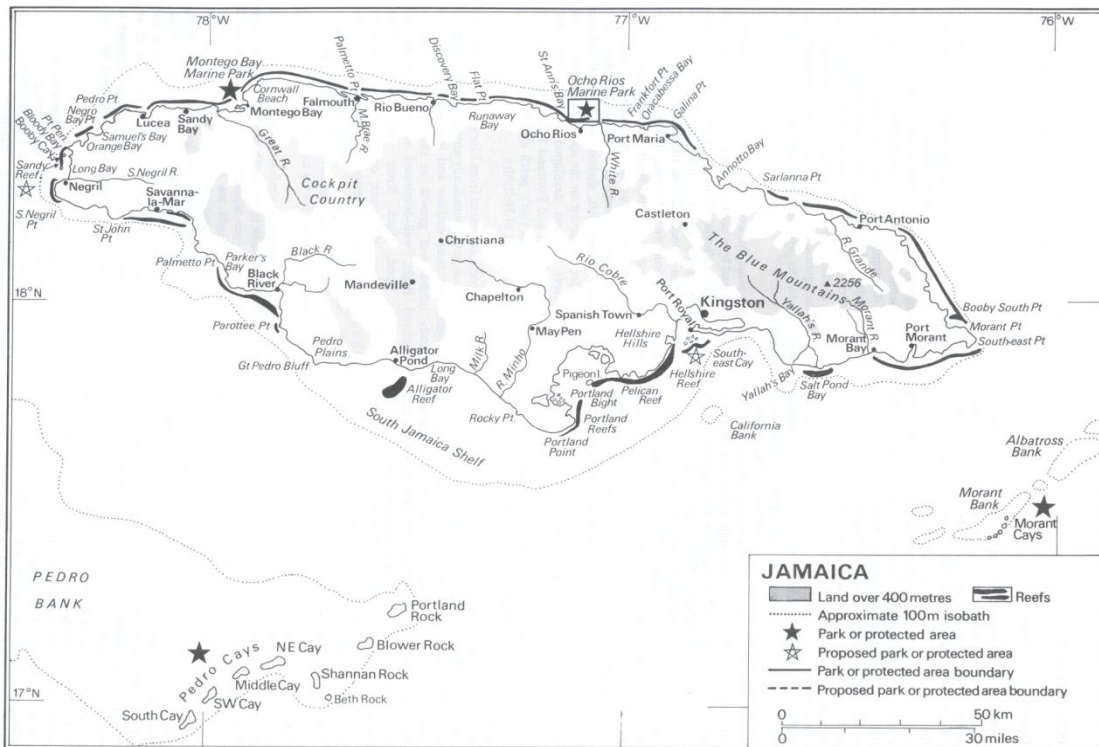 78°W
77°W
76°W
Montego Bay
Marine Park
Palmetto Pt
Discovery Bay
Flat Pt
St Ann's Bay
Ocho Rios
Marine Park
Frankfort Pt
Oracabessa Bay
Galina Pt
Cornwall
Beach
Pedro Pt
Negro
Bay Pt
Pt Pen
Bloody Bay
Booby Cay
Lucea
Sandy
Bay
Montego Bay
Falmouth
Rio Bueno
M. Brae R.
Runaway
Bay
Ocho Rios
Port Maria
Samuel's Bay
Orange Bay
Sandy
Reef
Long Bay
S.Negril R.
Great R.
White R.
Annotto Bay
Negril
Savanna-
la-Mar
Cockpit
Country
Sarlanna Pt
S.Negril
Pt
St John
Pt
Castleton
Port Antonio
Christiana
The Blue Mountains
R. Grande
Palmetto Pt
Parker's
Bay
Black R
Rio Cobre
2256
18°N
Black
River
Mandeville
Chapelton
Port Royal
Kingston
Yallah's R.
Morant R.
Booby South Pt
Spanish Town
Morant Pt
Parottee Pt
Hellshire
Hills
Morant
Bay
Port
Morant
South-east Pt
Pedro
Plains
May Pen
South-
east Cay
Alligator
Pond
Milk R.
R. Minho
Gt Pedro Bluff
Long
Bay
Pigeon I.
Portland
Bight
Pelican Reef
Hellshire
Reef
Yallah's Bay
Salt Pond
Bay
Alligator
Reef
Rocky Pt.
Portland
Reefs
California
Bank
Portland
Point
South Jamaica Shelf
Albatross
Bank
Morant
Bank
Morant
Cays
PEDRO
BANK
Portland
Rock
Pedro Cays
NE Cay
Blower Rock
Middle Cay
Shannan Rock
17°N
SW Cay
Beth Rock
South Cay
JAMAICA
Land over 400 metres
Reefs
Approximate 100m isobath
Park or protected area
Proposed park or protected area
Park or protected area boundary
Proposed park or protected area boundary
0 50 km
0 30 miles